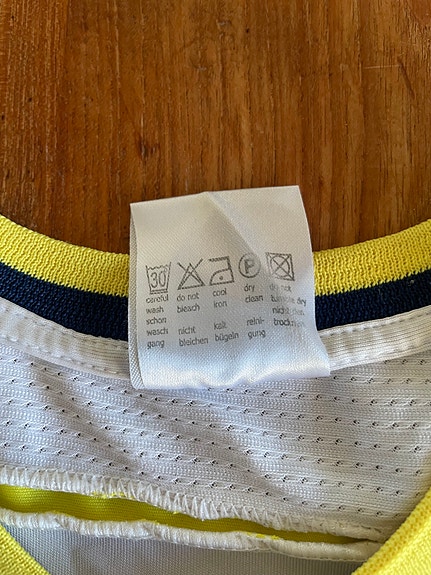 30 P
careful do not cool dry do not
wash bleach iron clean tumble dry
schon nicht
wasch nicht kalt reini-
gang bleichen bügeln gung